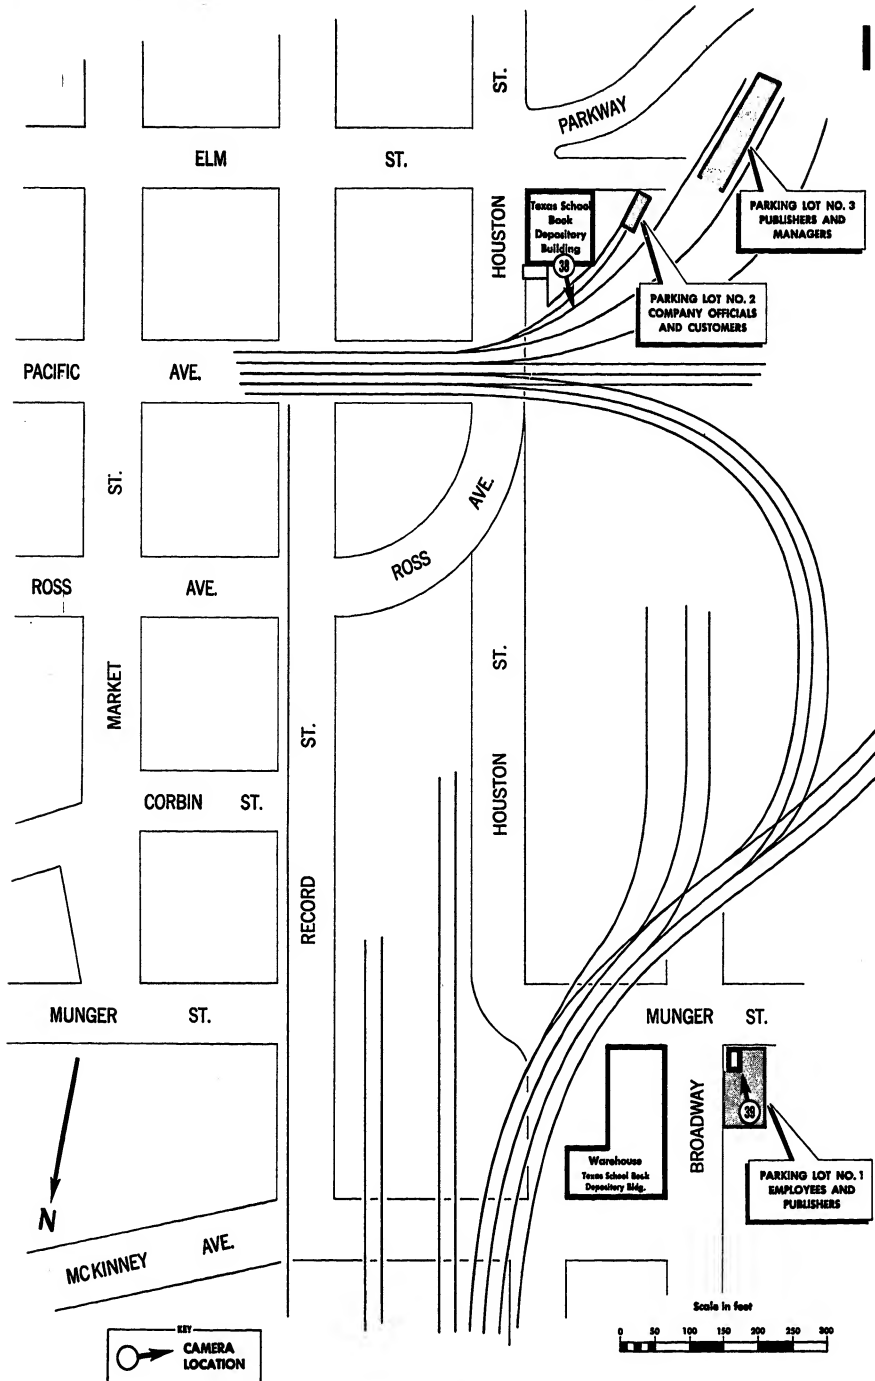 ST.
PARKWAY
ELM ST.
HOUSTON
Texas School
Book
Depository
Building
38
PARKING LOT NO. 3
PUBLISHERS AND
MANAGERS
PARKING LOT NO. 2
COMPANY OFFICIALS
AND CUSTOMERS
PACIFIC AVE.
ST.
AVE.
ROSS
ROSS AVE.
MARKET
ST.
ST.
HOUSTON
CORBIN ST.
RECORD
MUNGER ST.
MUNGER ST.
BROADWAY
39
Warehouse
Texas School Book
Depository Bldg.
PARKING LOT NO. 1
EMPLOYEES AND
PUBLISHERS
N
MCKINNEY AVE.
Scale in feet
0 50 100 150 200 250 300
KEY
CAMERA
LOCATION